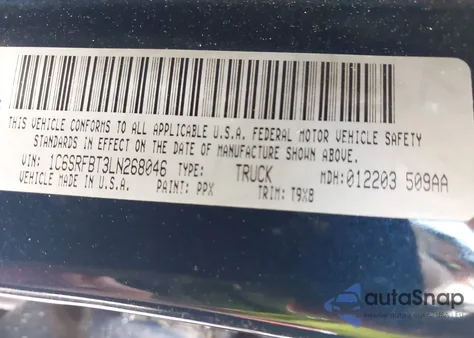 THIS VEHICLE CONFORMS TO ALL APPLICABLE U.S.A. FEDERAL MOTOR VEHICLE SAFETY
STANDARDS IN EFFECT ON THE DATE OF MANUFACTURE SHOWN ABOVE.
VIN: 1C6SRFBT3LN268046 TYPE: TRUCK MDH:012203 509AA
VEHICLE MADE IN U.S.A. PAINT: PPX TRIM: T9X8
autoSnap